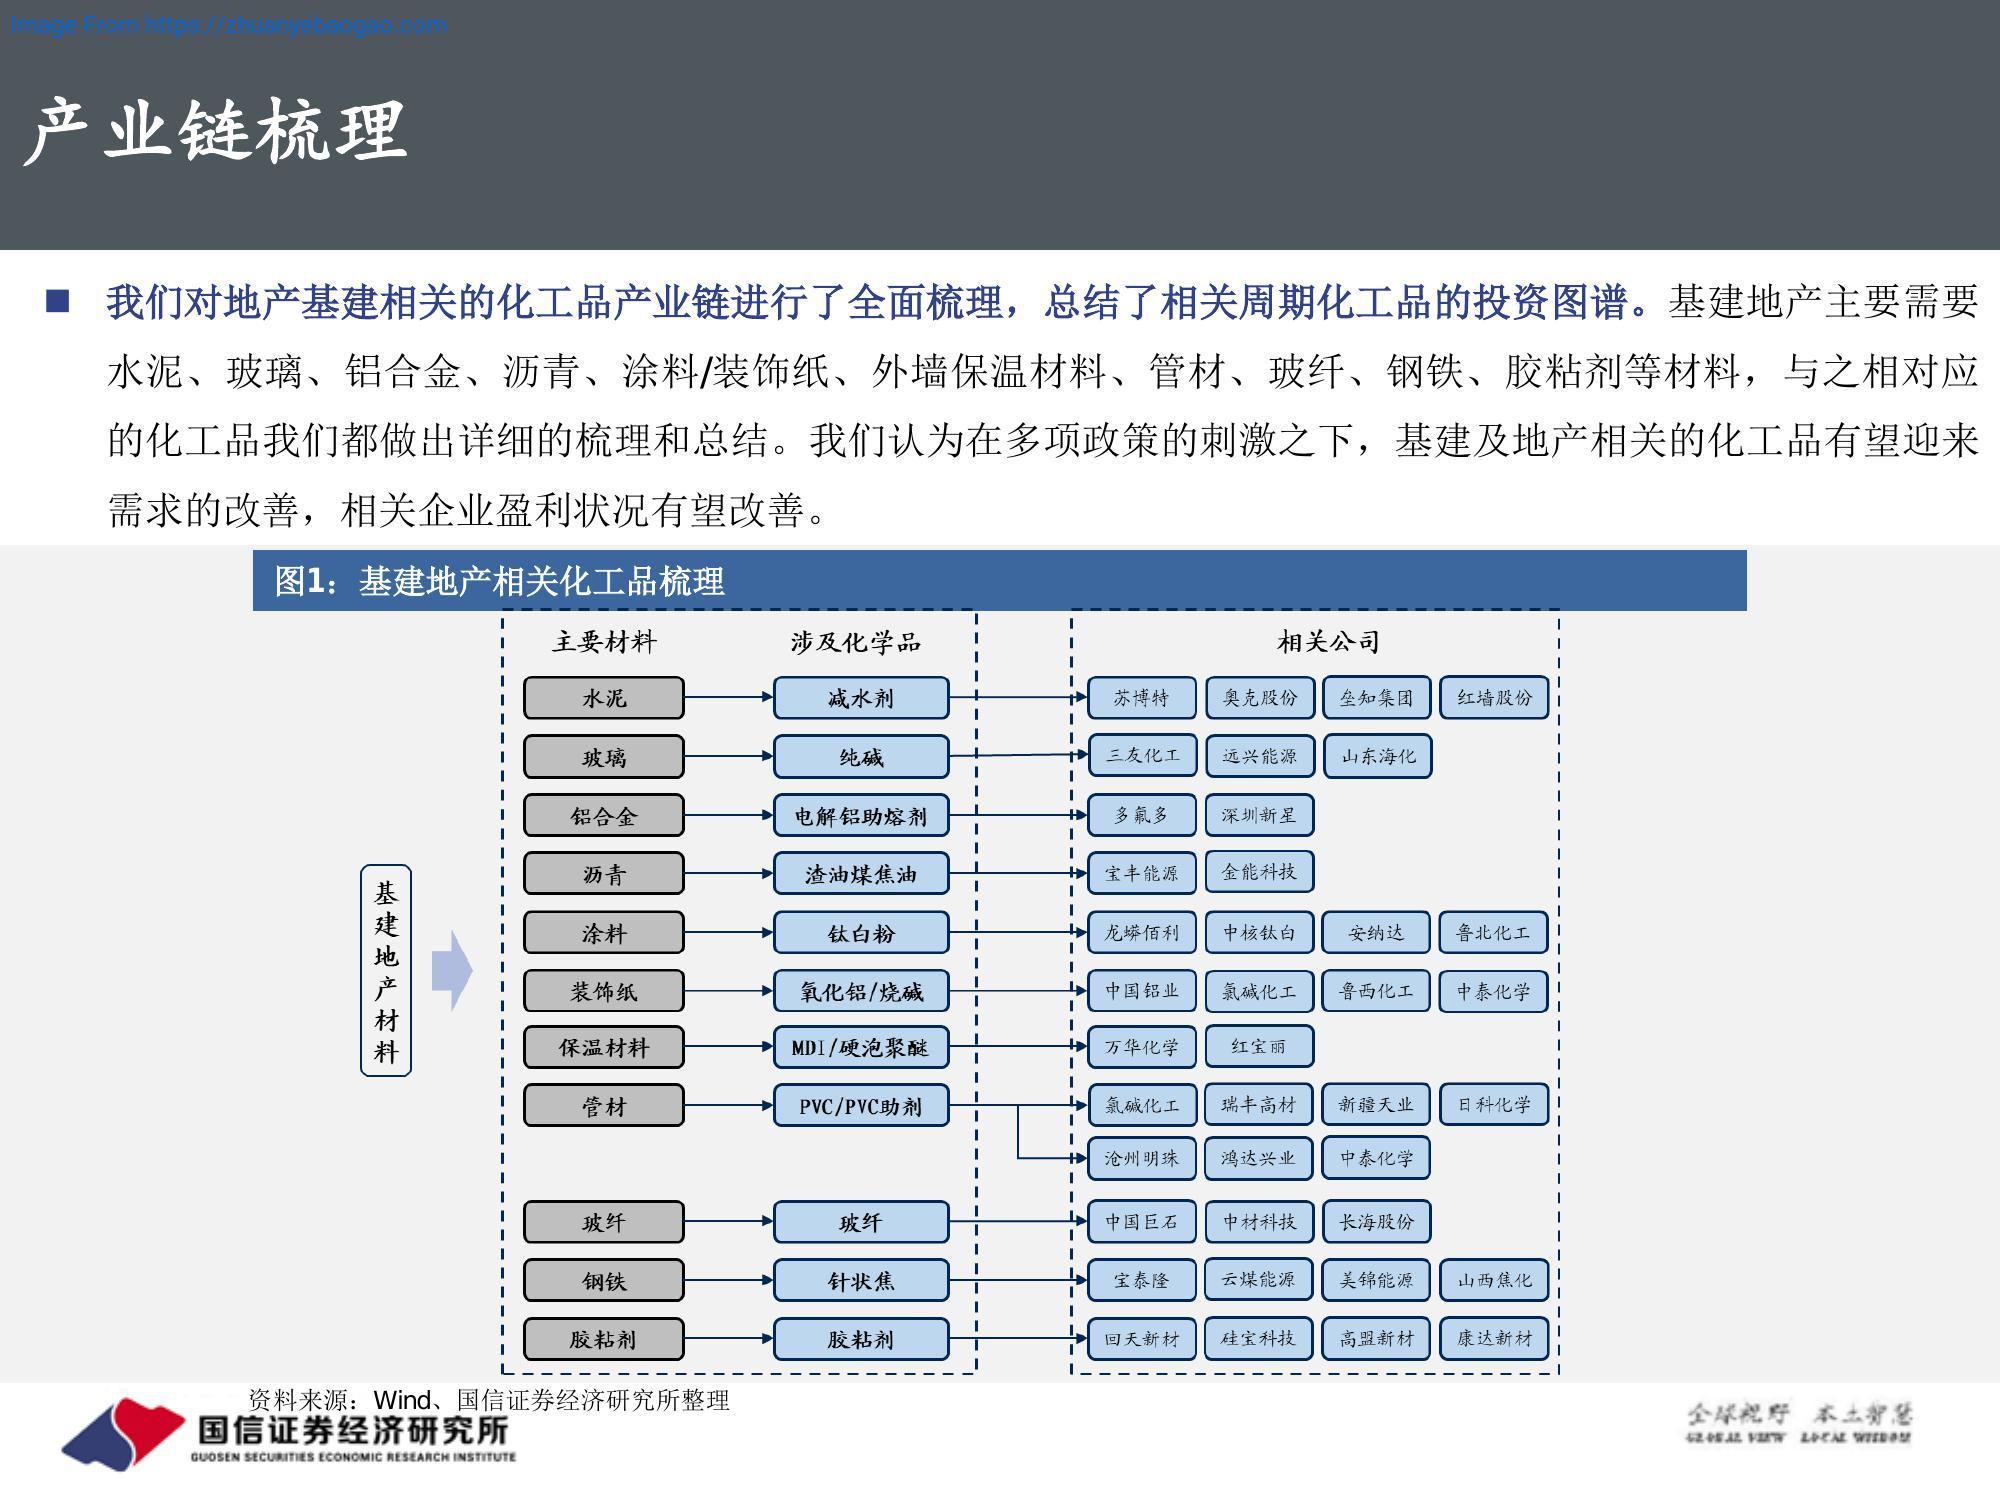 Image From https://zhuanyebaogao.com
产业链梳理
■ 我们对地产基建相关的化工品产业链进行了全面梳理，总结了相关周期化工品的投资图谱。基建地产主要需要
水泥、玻璃、铝合金、沥青、涂料/装饰纸、外墙保温材料、管材、玻纤、钢铁、胶粘剂等材料，与之相对应
的化工品我们都做出详细的梳理和总结。我们认为在多项政策的刺激之下，基建及地产相关的化工品有望迎来
需求的改善，相关企业盈利状况有望改善。
图1：基建地产相关化工品梳理
主要材料 涉及化学品 相关公司
基建地产材料
水泥 减水剂 苏博特 奥克股份 垒知集团 红墙股份
玻璃 纯碱 三友化工 远兴能源 山东海化
铝合金 电解铝助熔剂 多氟多 深圳新星
沥青 渣油煤焦油 宝丰能源 金能科技
涂料 钛白粉 龙蟒佰利 中核钛白 安纳达 鲁北化工
装饰纸 氧化铝/烧碱 中国铝业 氯碱化工 鲁西化工 中泰化学
保温材料 MDI/硬泡聚醚 万华化学 红宝丽
管材 PVC/PVC助剂 氯碱化工 瑞丰高材 新疆天业 日科化学
沧州明珠 鸿达兴业 中泰化学
玻纤 玻纤 中国巨石 中材科技 长海股份
钢铁 针状焦 宝泰隆 云煤能源 美锦能源 山西焦化
胶粘剂 胶粘剂 回天新材 硅宝科技 高盟新材 康达新材
资料来源：Wind、国信证券经济研究所整理
国信证券经济研究所
GUOSEN SECURITIES ECONOMIC RESEARCH INSTITUTE
全球视野 本土智慧
GLOBAL VIEW LOCAL WISDOM